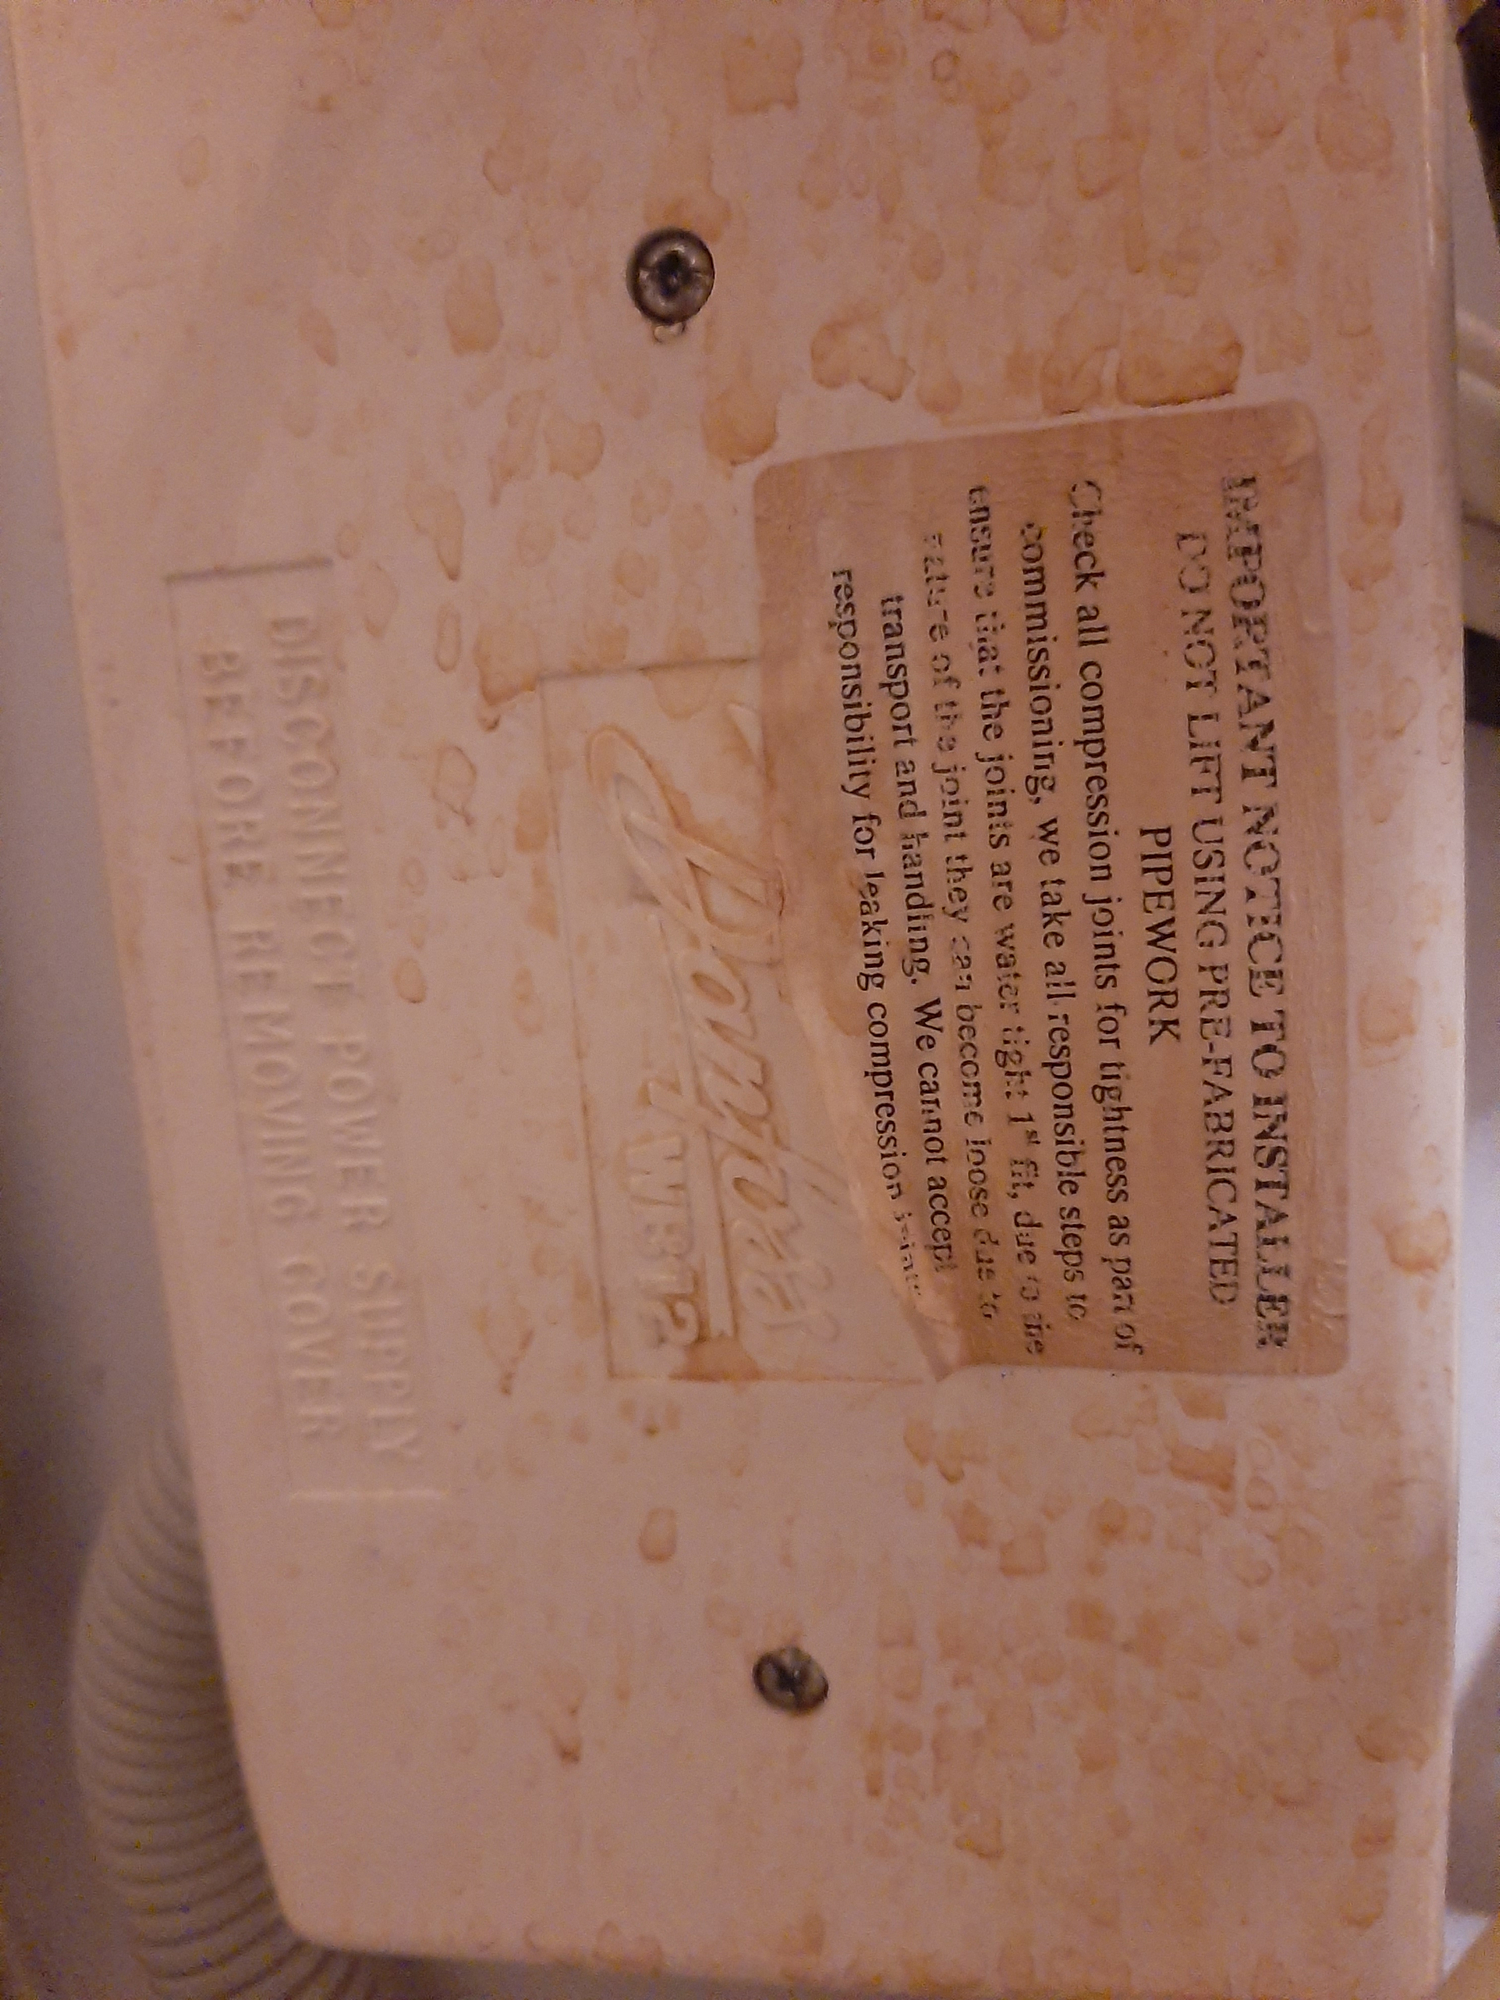 IMPORTANT NOTICE TO INSTALLER
DO NOT LIFT USING PRE-FABRICATED
PIPEWORK
Check all compression joints for tightness as part of
commissioning, we take all responsible steps to
ensure that the joints are water tight 1st fit, due to the
nature of the joint they can become loose due to
transport and handling. We cannot accept
responsibility for leaking compression joints
WB12
DISCONNECT POWER SUPPLY
BEFORE REMOVING COVER